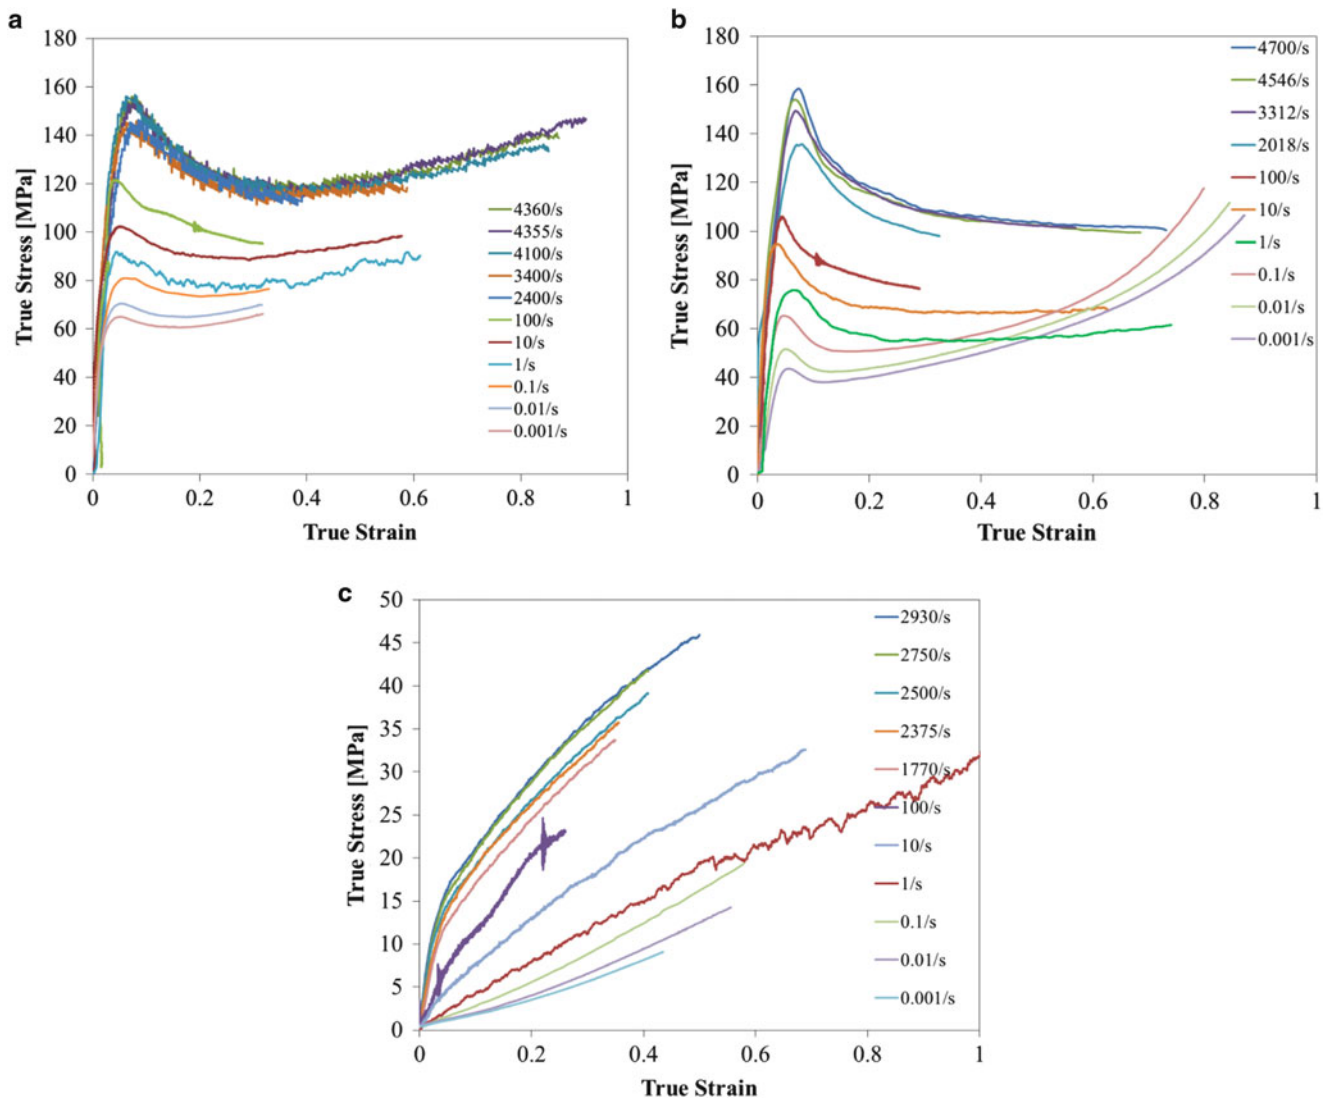 a
180
160
140
120
100
80
60
40
20
0
True Stress [MPa]
0 0.2 0.4 0.6 0.8 1
True Strain
4360/s
4355/s
4100/s
3400/s
2400/s
100/s
10/s
1/s
0.1/s
0.01/s
0.001/s
b
180
160
140
120
100
80
60
40
20
0
True Stress [MPa]
0 0.2 0.4 0.6 0.8 1
True Strain
4700/s
4546/s
3312/s
2018/s
100/s
10/s
1/s
0.1/s
0.01/s
0.001/s
c
50
45
40
35
30
25
20
15
10
5
0
True Stress [MPa]
0 0.2 0.4 0.6 0.8 1
True Strain
2930/s
2750/s
2500/s
2375/s
1770/s
100/s
10/s
1/s
0.1/s
0.01/s
0.001/s